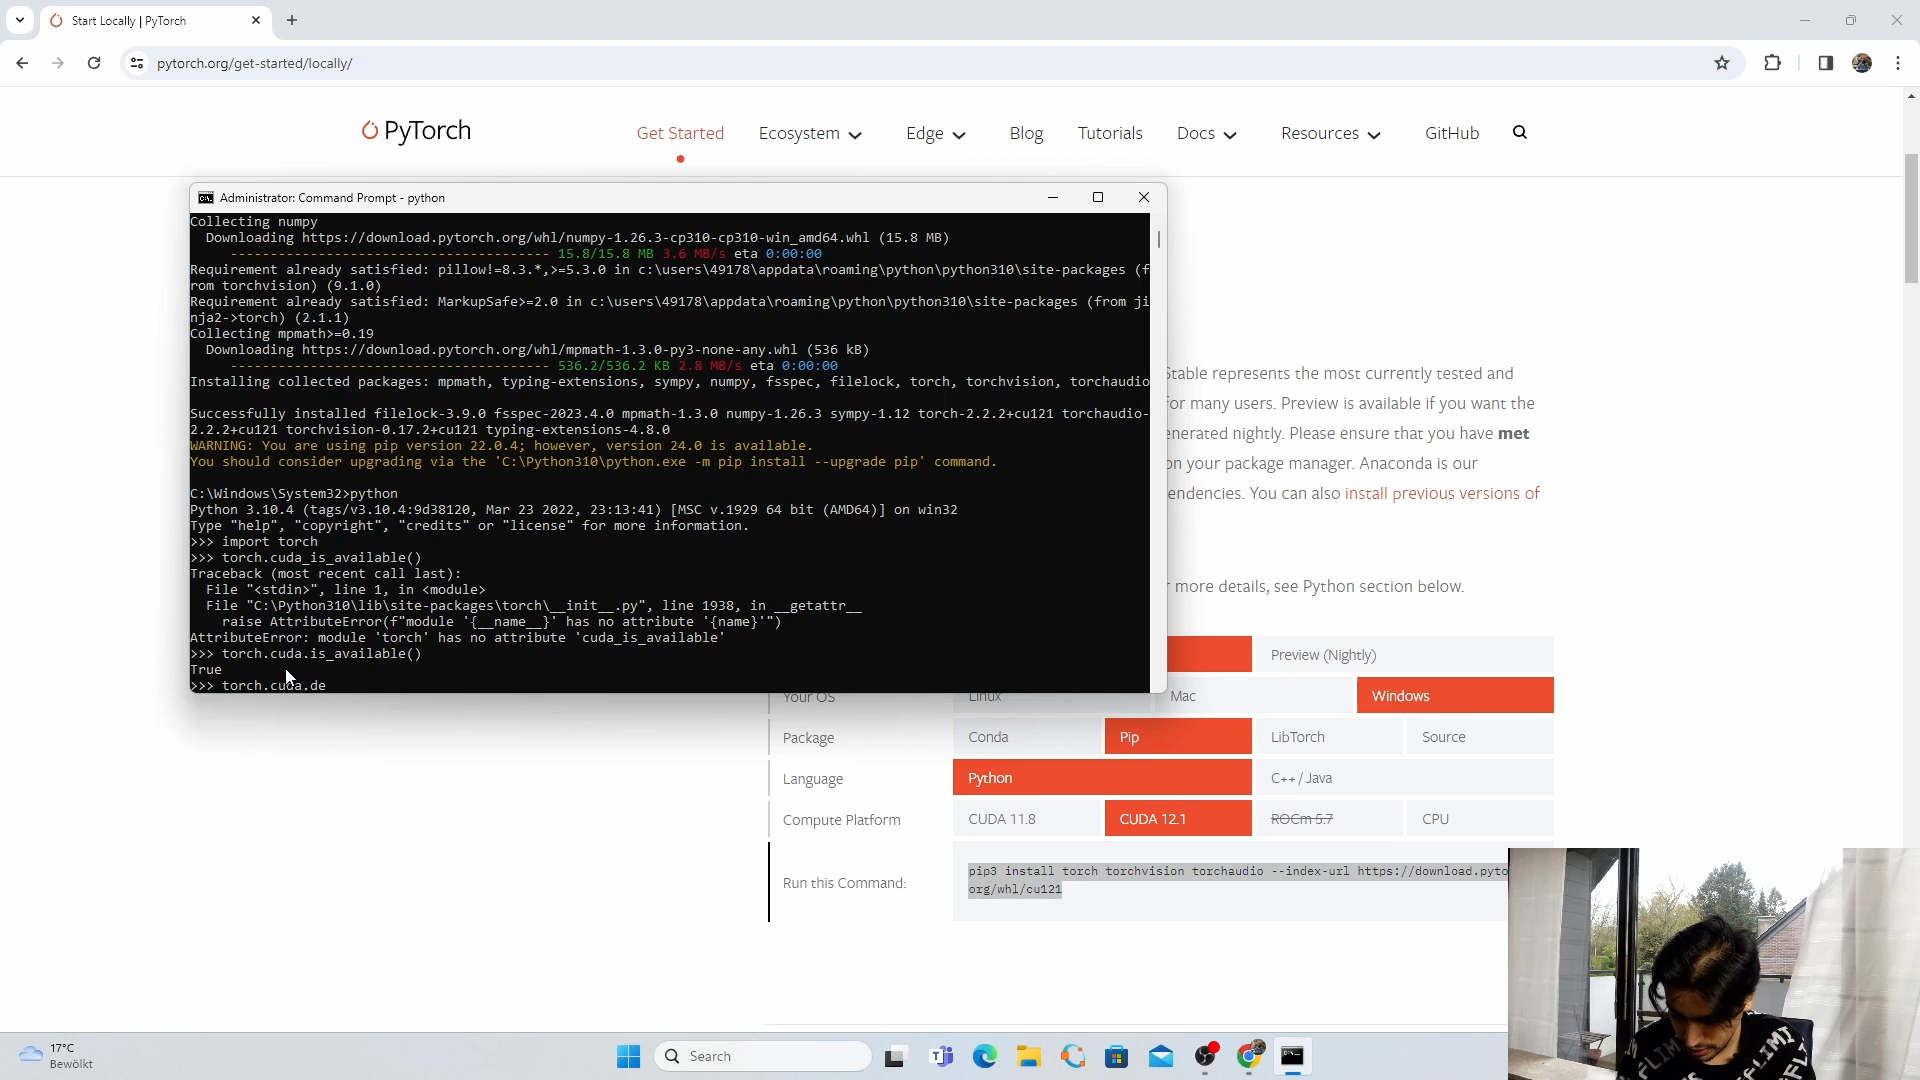 Start Locally | PyTorch
pytorch.org/get-started/locally/
PyTorch
Get Started
Ecosystem
Edge
Blog
Tutorials
Docs
Resources
GitHub
Administrator: Command Prompt - python
Collecting numpy
Downloading https://download.pytorch.org/whl/numpy-1.26.3-cp310-cp310-win_amd64.whl (15.8 MB)
---------------------------------------- 15.8/15.8 MB 3.6 MB/s eta 0:00:00
Requirement already satisfied: pillow!=8.3.*,>=5.3.0 in c:\users\49178\appdata\roaming\python\python310\site-packages (f
rom torchvision) (9.1.0)
Requirement already satisfied: MarkupSafe>=2.0 in c:\users\49178\appdata\roaming\python\python310\site-packages (from ji
nja2->torch) (2.1.1)
Collecting mpmath>=0.19
Downloading https://download.pytorch.org/whl/mpmath-1.3.0-py3-none-any.whl (536 kB)
---------------------------------------- 536.2/536.2 KB 2.8 MB/s eta 0:00:00
Installing collected packages: mpmath, typing-extensions, sympy, numpy, fsspec, filelock, torch, torchvision, torchaudio
Successfully installed filelock-3.9.0 fsspec-2023.4.0 mpmath-1.3.0 numpy-1.26.3 sympy-1.12 torch-2.2.2+cu121 torchaudio-
2.2.2+cu121 torchvision-0.17.2+cu121 typing-extensions-4.8.0
WARNING: You are using pip version 22.0.4; however, version 24.0 is available.
You should consider upgrading via the 'C:\Python310\python.exe -m pip install --upgrade pip' command.
C:\Windows\System32>python
Python 3.10.4 (tags/v3.10.4:9d38120, Mar 23 2022, 23:13:41) [MSC v.1929 64 bit (AMD64)] on win32
Type "help", "copyright", "credits" or "license" for more information.
>>> import torch
>>> torch.cuda_is_available()
Traceback (most recent call last):
File "<stdin>", line 1, in <module>
File "C:\Python310\lib\site-packages\torch\__init__.py", line 1938, in __getattr__
raise AttributeError(f"module '{__name__}' has no attribute '{name}'")
AttributeError: module 'torch' has no attribute 'cuda_is_available'
>>> torch.cuda.is_available()
True
>>> torch.cuda.de
Stable represents the most currently tested and
for many users. Preview is available if you want the
enerated nightly. Please ensure that you have met
on your package manager. Anaconda is our
endencies. You can also install previous versions of
r more details, see Python section below.
Preview (Nightly)
Your OS
Linux
Mac
Windows
Package
Conda
Pip
LibTorch
Source
Language
Python
C++ / Java
Compute Platform
CUDA 11.8
CUDA 12.1
ROCm 5.7
CPU
Run this Command:
pip3 install torch torchvision torchaudio --index-url https://download.pyto
org/whl/cu121
17°C
Bewölkt
Search